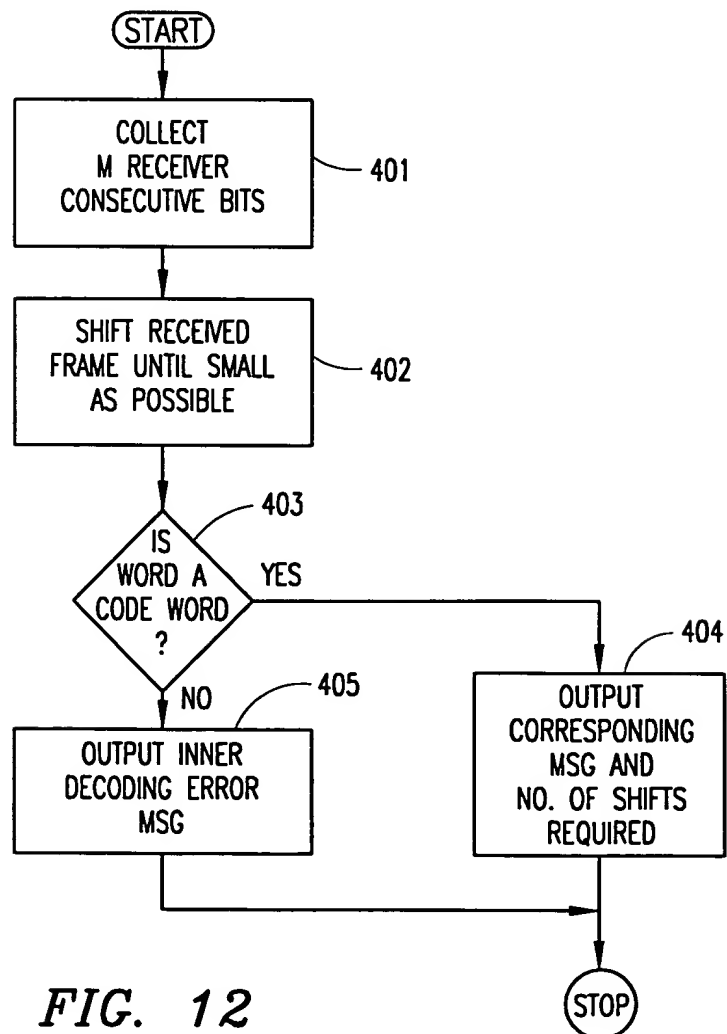 START
COLLECT
M RECEIVER
CONSECUTIVE BITS
401
SHIFT RECEIVED
FRAME UNTIL SMALL
AS POSSIBLE
402
403
IS
WORD A
CODE WORD
?
YES
NO
404
OUTPUT
CORRESPONDING
MSG AND
NO. OF SHIFTS
REQUIRED
405
OUTPUT INNER
DECODING ERROR
MSG
STOP
FIG. 12